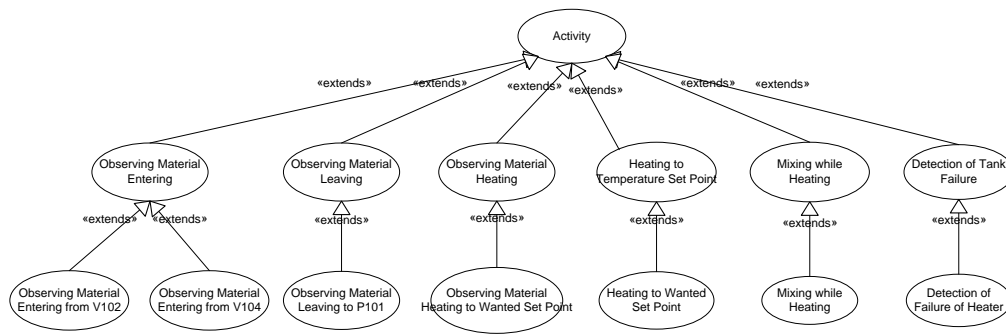 Activity
«extends»
«extends»
«extends»
«extends»
«extends»
«extends»
Observing Material
Entering
Observing Material
Leaving
Observing Material
Heating
Heating to
Temperature Set Point
Mixing while
Heating
Detection of Tank
Failure
«extends»
«extends»
«extends»
«extends»
«extends»
«extends»
«extends»
Observing Material
Entering from V102
Observing Material
Entering from V104
Observing Material
Leaving to P101
Observing Material
Heating to Wanted Set Point
Heating to Wanted
Set Point
Mixing while
Heating
Detection of
Failure of Heater